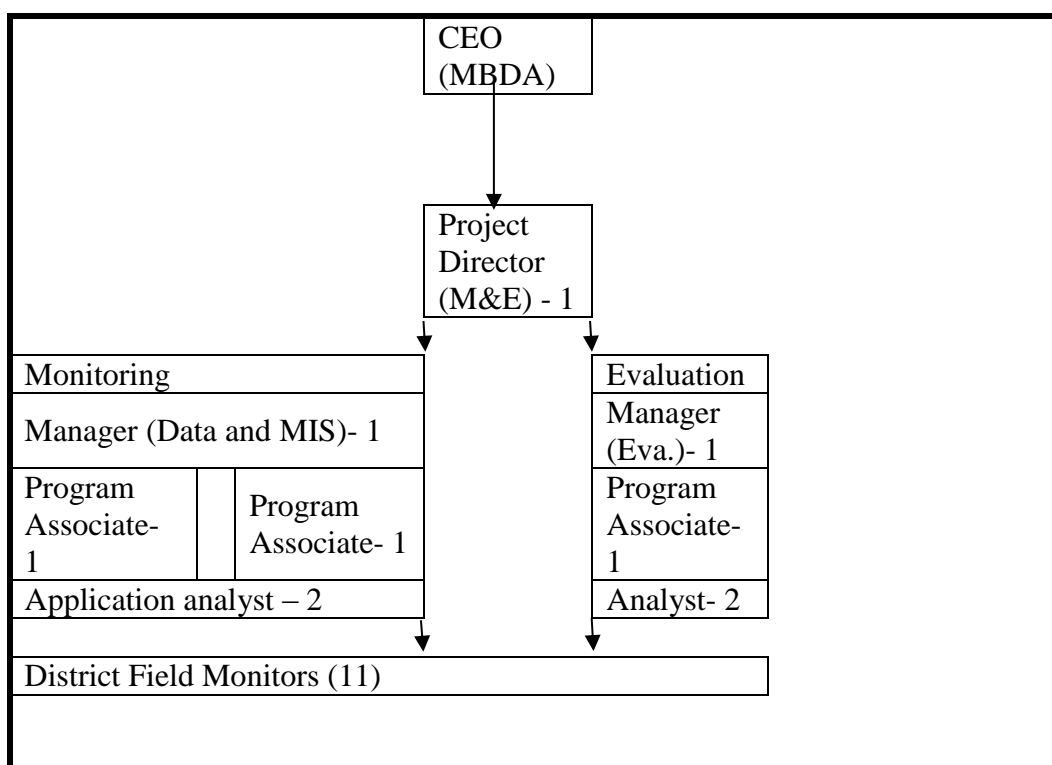 CEO
(MBDA)
Project
Director
(M&E) - 1
Monitoring
Evaluation
Manager (Data and MIS)- 1
Manager
(Eva.)- 1
Program
Associate-
1
Program
Associate- 1
Program
Associate-
1
Application analyst – 2
Analyst- 2
District Field Monitors (11)